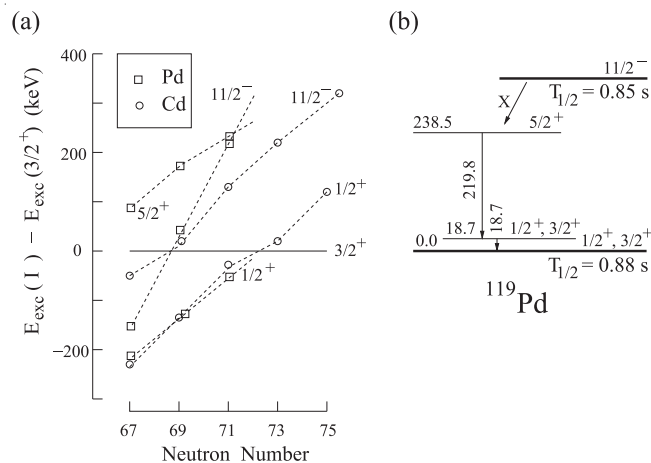 (a)
E_exc(I) − E_exc(3/2⁺) (keV)
400
200
0
−200
Pd
Cd
11/2⁻
11/2⁻
5/2⁺
1/2⁺
3/2⁺
1/2⁺
67 69 71 73 75
Neutron Number
(b)
11/2⁻
T₁/₂ = 0.85 s
X
238.5 5/2⁺
219.8
18.7
18.7 1/2⁺, 3/2⁺
0.0 1/2⁺, 3/2⁺
T₁/₂ = 0.88 s
¹¹⁹Pd